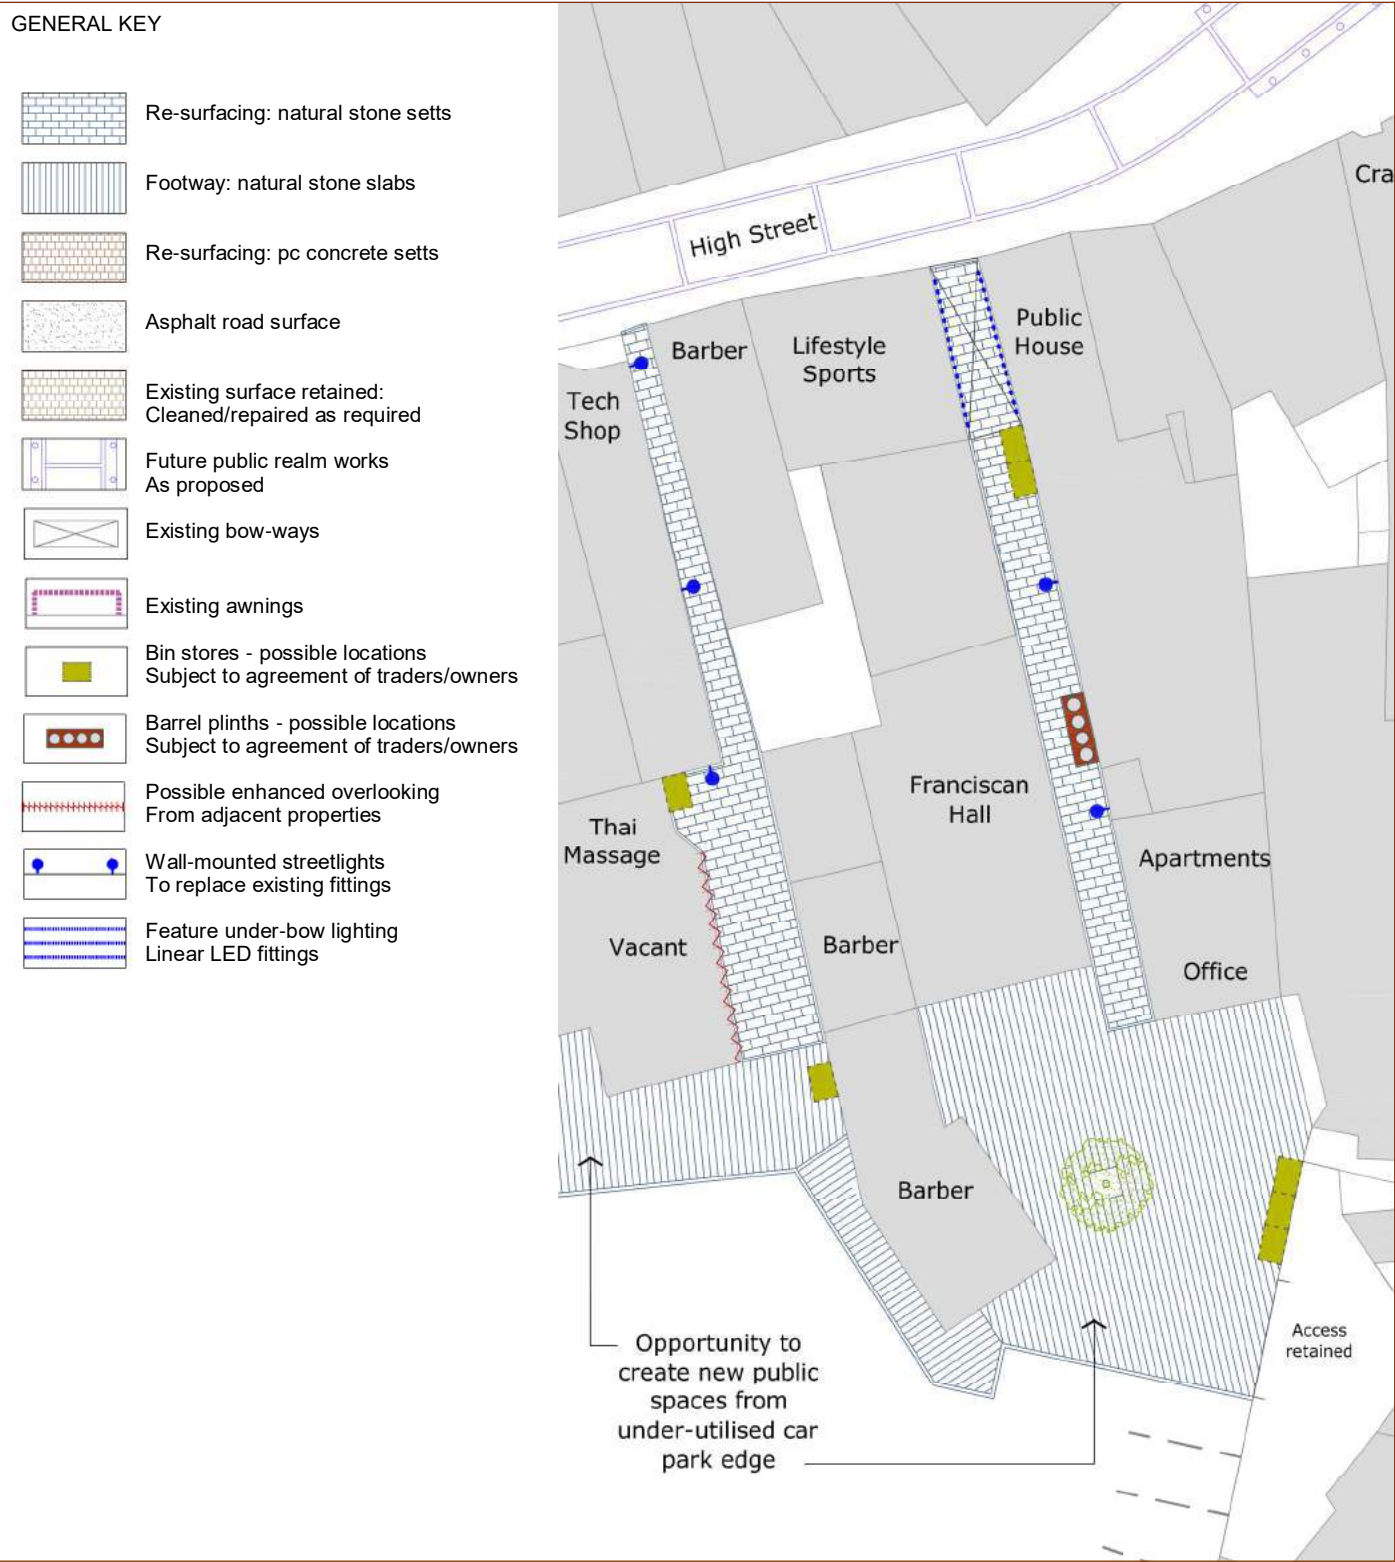 GENERAL KEY
Re-surfacing: natural stone setts
Footway: natural stone slabs
Re-surfacing: pc concrete setts
Asphalt road surface
Existing surface retained:
Cleaned/repaired as required
Future public realm works
As proposed
Existing bow-ways
Existing awnings
Bin stores - possible locations
Subject to agreement of traders/owners
Barrel plinths - possible locations
Subject to agreement of traders/owners
Possible enhanced overlooking
From adjacent properties
Wall-mounted streetlights
To replace existing fittings
Feature under-bow lighting
Linear LED fittings
High Street
Cra
Public
House
Barber
Lifestyle
Sports
Tech
Shop
Franciscan
Hall
Thai
Massage
Apartments
Vacant
Barber
Office
Barber
Opportunity to
create new public
spaces from
under-utilised car
park edge
Access
retained